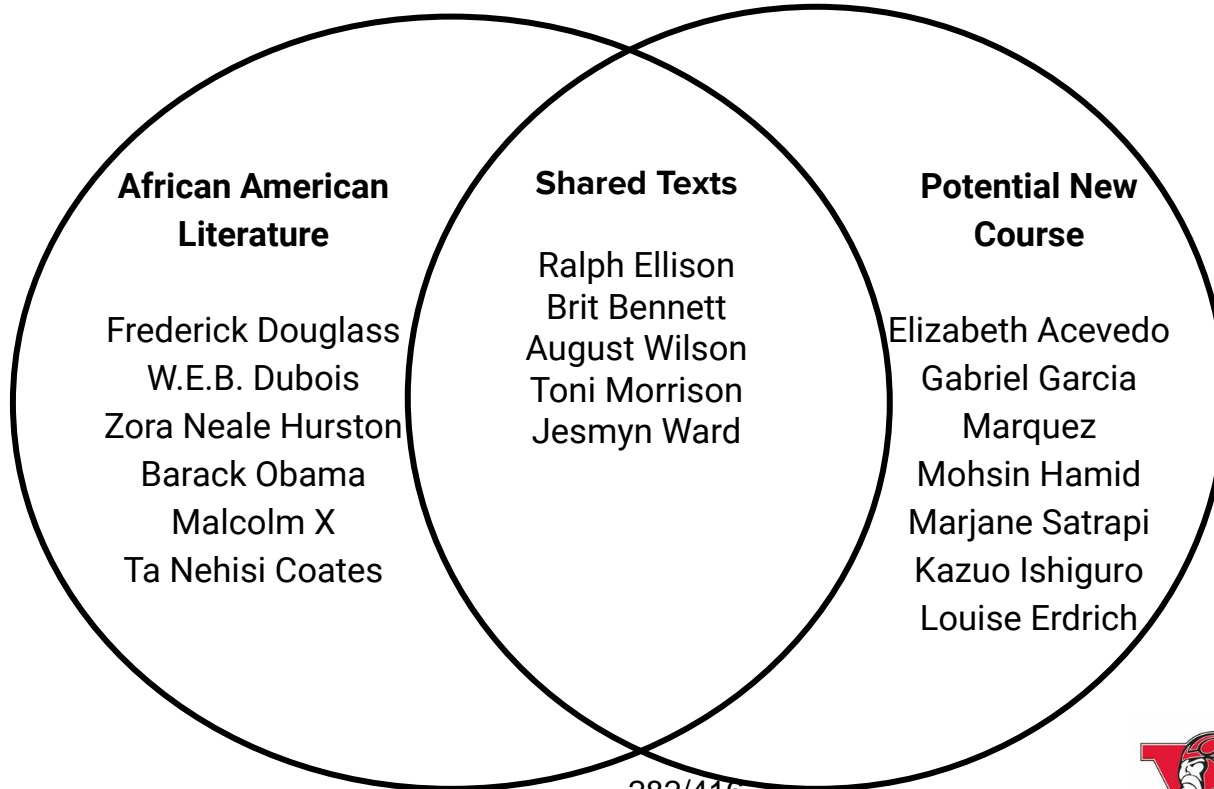 African American
Literature
Frederick Douglass
W.E.B. Dubois
Zora Neale Hurston
Barack Obama
Malcolm X
Ta Nehisi Coates
Shared Texts
Ralph Ellison
Brit Bennett
August Wilson
Toni Morrison
Jesmyn Ward
Potential New
Course
Elizabeth Acevedo
Gabriel Garcia
Marquez
Mohsin Hamid
Marjane Satrapi
Kazuo Ishiguro
Louise Erdrich